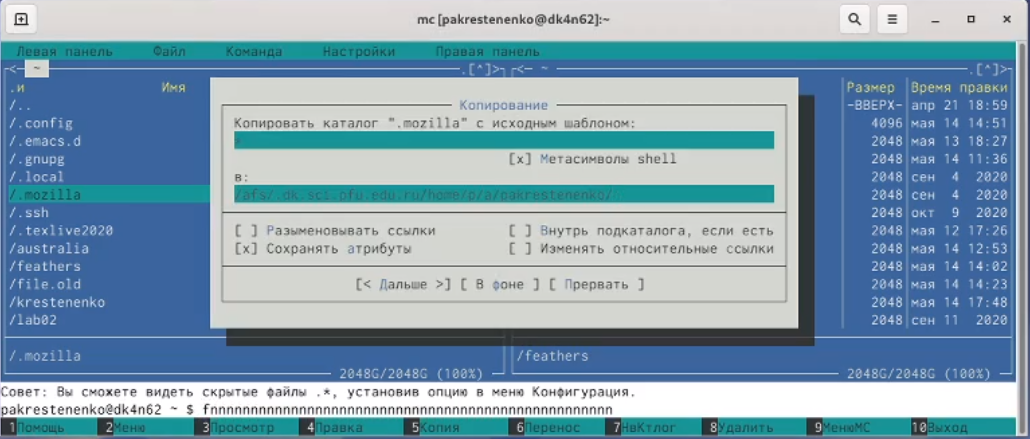 mc [pakrestenenko@dk4n62]:~
Левая панель Файл Команда Настройки Правая панель
<— ~ .[^]> <— ~ .[^]>
.и Имя Размер Время правки
/.. -ВВЕРХ- апр 21 18:59
/.config 4096 мая 14 14:51
/.emacs.d 2048 мая 13 18:27
/.gnupg 2048 мая 14 11:36
/.local 2048 сен 4 2020
/.mozilla 2048 сен 4 2020
/.ssh 2048 окт 9 2020
/.texlive2020 2048 мая 12 17:26
/australia 2048 мая 14 12:53
/feathers 2048 мая 14 14:02
/file.old 2048 мая 14 14:23
/krestenenko 2048 мая 14 17:48
/lab02 2048 сен 11 2020
Копирование
Копировать каталог ".mozilla" с исходным шаблоном:
[x] Метасимволы shell
в:
/afs/.dk.sci.pfu.edu.ru/home/p/a/pakrestenenko/
[ ] Разыменовывать ссылки [ ] Внутрь подкаталога, если есть
[x] Сохранять атрибуты [ ] Изменять относительные ссылки
[< Дальше >] [ В фоне ] [ Прервать ]
/.mozilla /feathers
2048G/2048G (100%) 2048G/2048G (100%)
Совет: Вы сможете видеть скрытые файлы .*, установив опцию в меню Конфигурация.
pakrestenenko@dk4n62 ~ $ fnnnnnnnnnnnnnnnnnnnnnnnnnnnnnnnnnnnnnnnnnnnnnnnnnn
1Помощь 2Меню 3Просмотр 4Правка 5Копия 6Перенос 7НвКтлог 8Удалить 9МенюМС 10Выход